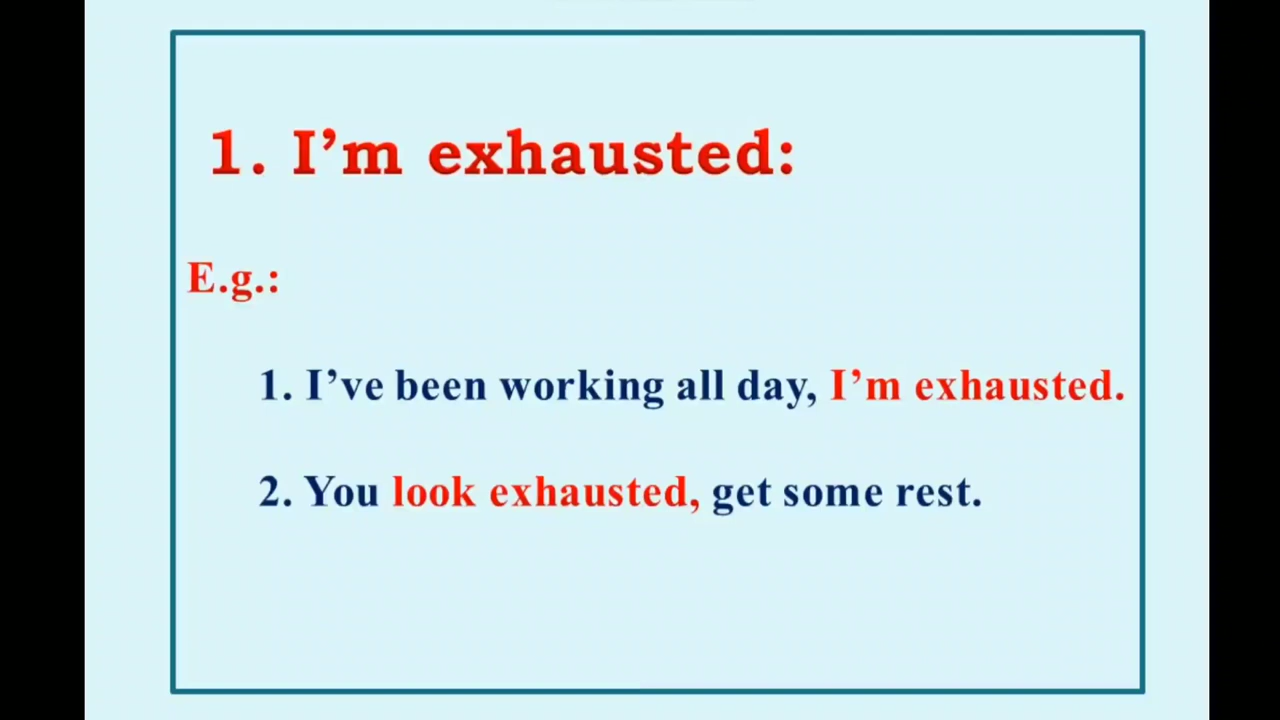 1. I’m exhausted:
E.g.:
1. I’ve been working all day, I’m exhausted.
2. You look exhausted, get some rest.